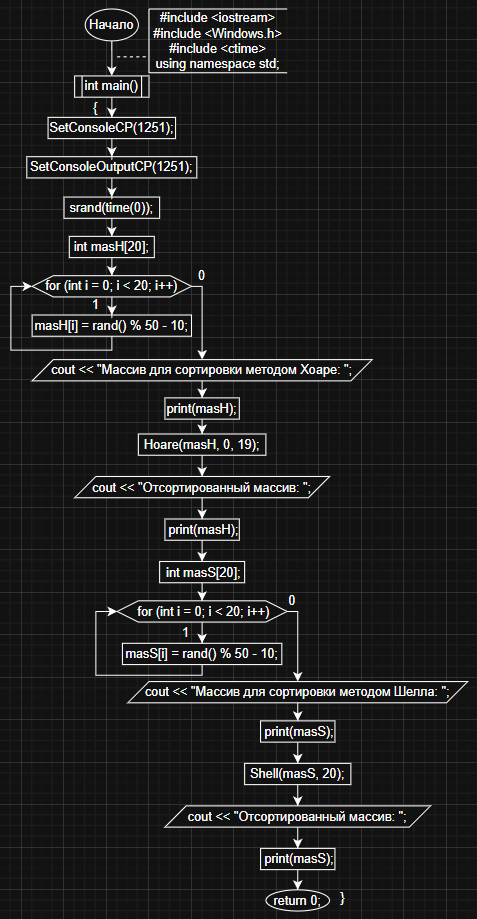 Начало
#include <iostream>
#include <Windows.h>
#include <ctime>
using namespace std;
int main()
{
SetConsoleCP(1251);
SetConsoleOutputCP(1251);
srand(time(0));
int masH[20];
for (int i = 0; i < 20; i++)
0
1
masH[i] = rand() % 50 - 10;
cout << "Массив для сортировки методом Хоаре: ";
print(masH);
Hoare(masH, 0, 19);
cout << "Отсортированный массив: ";
print(masH);
int masS[20];
for (int i = 0; i < 20; i++)
0
1
masS[i] = rand() % 50 - 10;
cout << "Массив для сортировки методом Шелла: ";
print(masS);
Shell(masS, 20);
cout << "Отсортированный массив: ";
print(masS);
return 0;
}